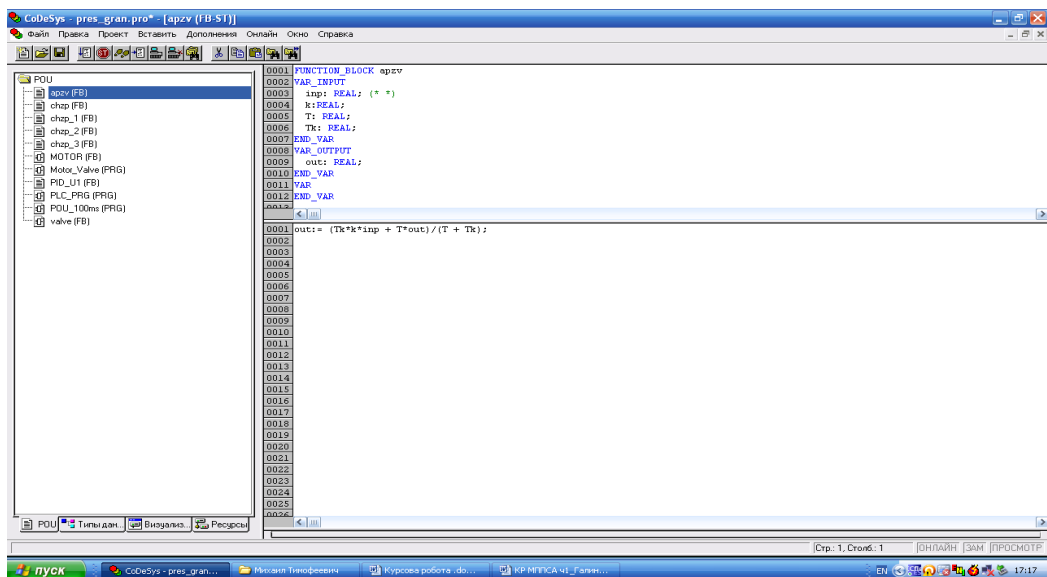 CoDeSys - pres_gran.pro* - [apzv (FB-ST)]
Файл Правка Проект Вставить Дополнения Онлайн Окно Справка
POU
apzv (FB)
chzp (FB)
chzp_1 (FB)
chzp_2 (FB)
chzp_3 (FB)
MOTOR (FB)
Motor_Valve (PRG)
PID_U1 (FB)
PLC_PRG (PRG)
POU_100ms (PRG)
valve (FB)
0001 FUNCTION_BLOCK apzv
0002 VAR_INPUT
0003 inp: REAL; (* *)
0004 k:REAL;
0005 T: REAL;
0006 Tk: REAL;
0007 END_VAR
0008 VAR_OUTPUT
0009 out: REAL;
0010 END_VAR
0011 VAR
0012 END_VAR
0013
0001 out:= (Tk*k*inp + T*out)/(T + Tk);
0002
0003
0004
0005
0006
0007
0008
0009
0010
0011
0012
0013
0014
0015
0016
0017
0018
0019
0020
0021
0022
0023
0024
0025
0026
POU Типы дан... Визуализ... Ресурсы
Стр.: 1, Столб.: 1 ОНЛАЙН ЗАМ ПРОСМОТР
пуск CoDeSys - pres_gran... Михаил Тимофеевич Курсова робота .do... КР МППСА ч1_Галин... EN 17:17